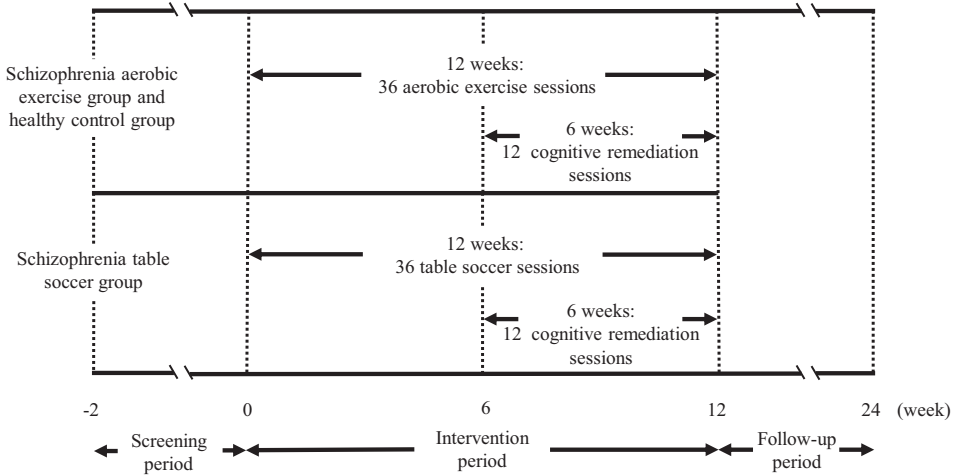 Schizophrenia aerobic
exercise group and
healthy control group
12 weeks:
36 aerobic exercise sessions
6 weeks:
12 cognitive remediation
sessions
Schizophrenia table
soccer group
12 weeks:
36 table soccer sessions
6 weeks:
12 cognitive remediation
sessions
-2 0 6 12 24 (week)
Screening
period
Intervention
period
Follow-up
period